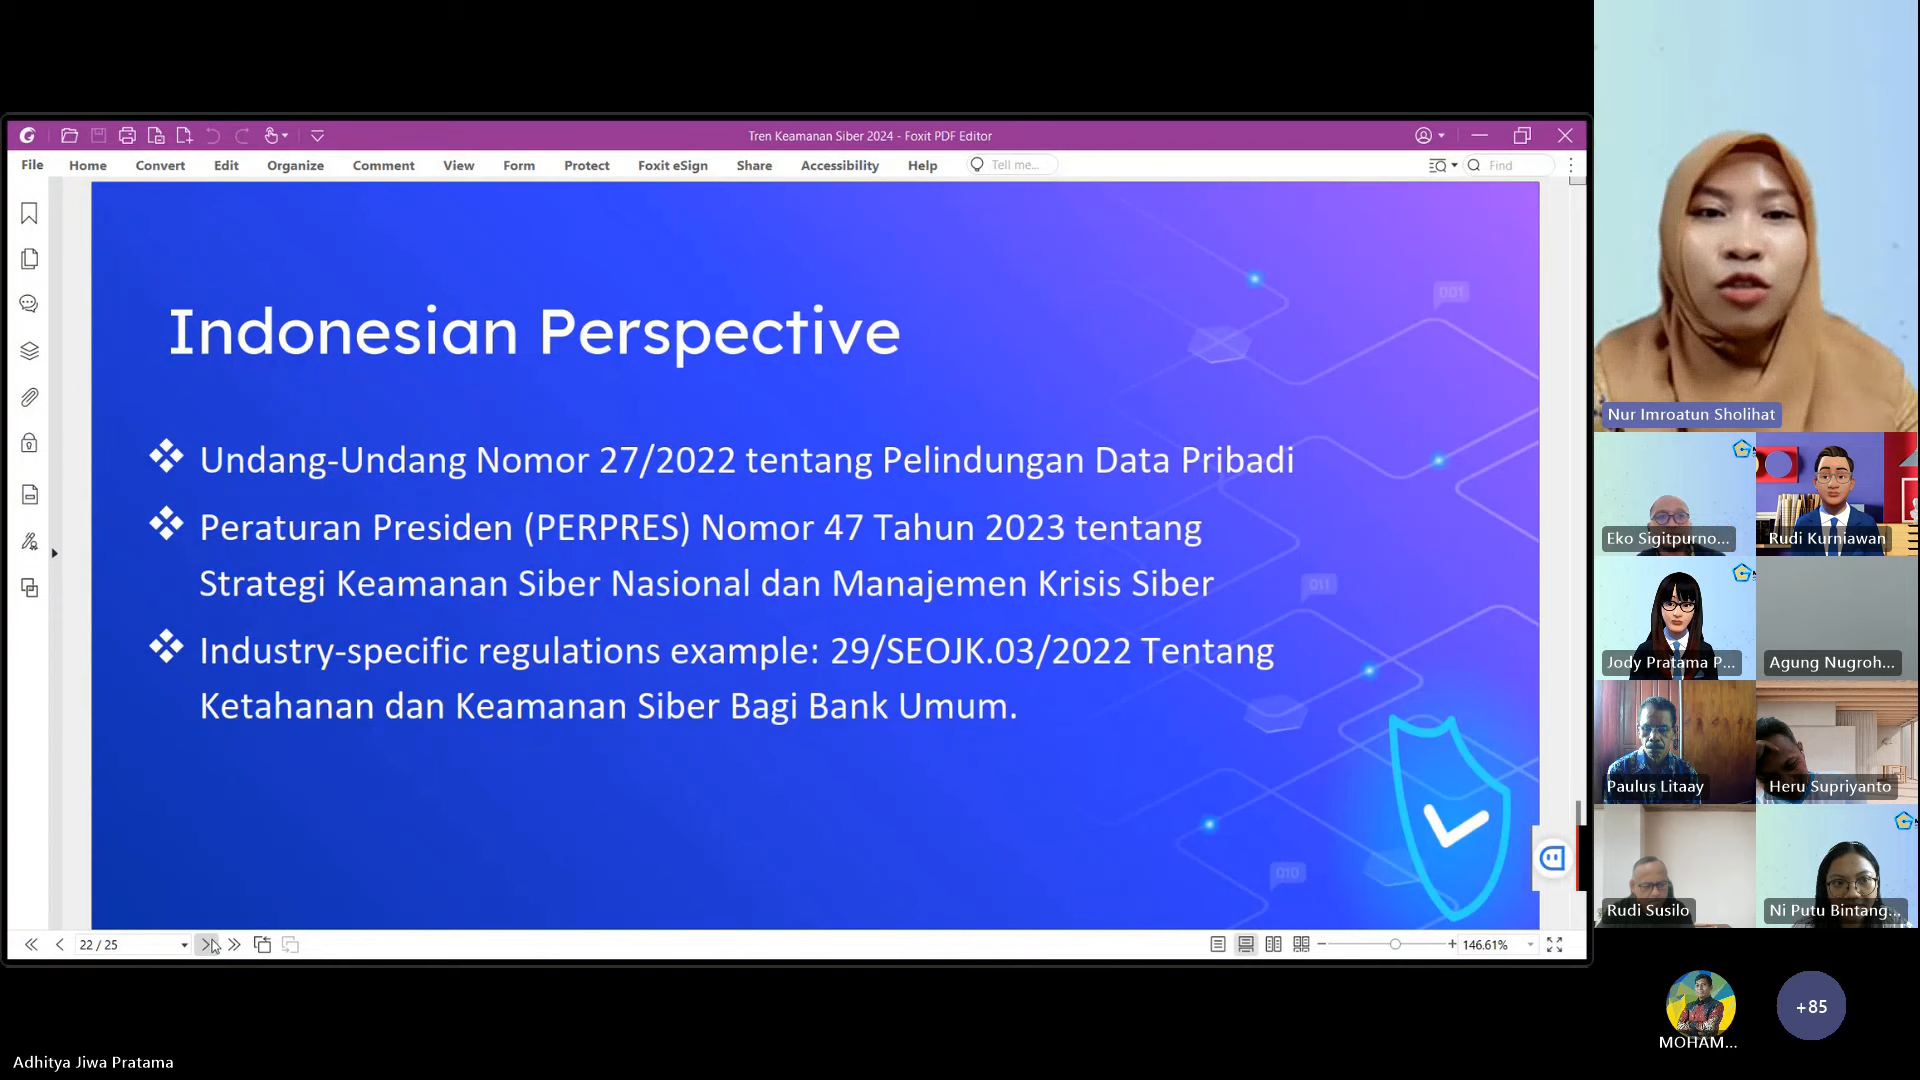 Tren Keamanan Siber 2024 - Foxit PDF Editor
File Home Convert Edit Organize Comment View Form Protect Foxit eSign Share Accessibility Help Tell me... Find
Indonesian Perspective
❖ Undang-Undang Nomor 27/2022 tentang Pelindungan Data Pribadi
❖ Peraturan Presiden (PERPRES) Nomor 47 Tahun 2023 tentang
Strategi Keamanan Siber Nasional dan Manajemen Krisis Siber
❖ Industry-specific regulations example: 29/SEOJK.03/2022 Tentang
Ketahanan dan Keamanan Siber Bagi Bank Umum.
001
011
010
22 / 25
146.61%
Nur Imroatun Sholihat
Eko Sigitpurno...
Rudi Kurniawan
Jody Pratama P...
Agung Nugroh...
Paulus Litaay
Heru Supriyanto
Rudi Susilo
Ni Putu Bintang...
MOHAM...
+85
Adhitya Jiwa Pratama